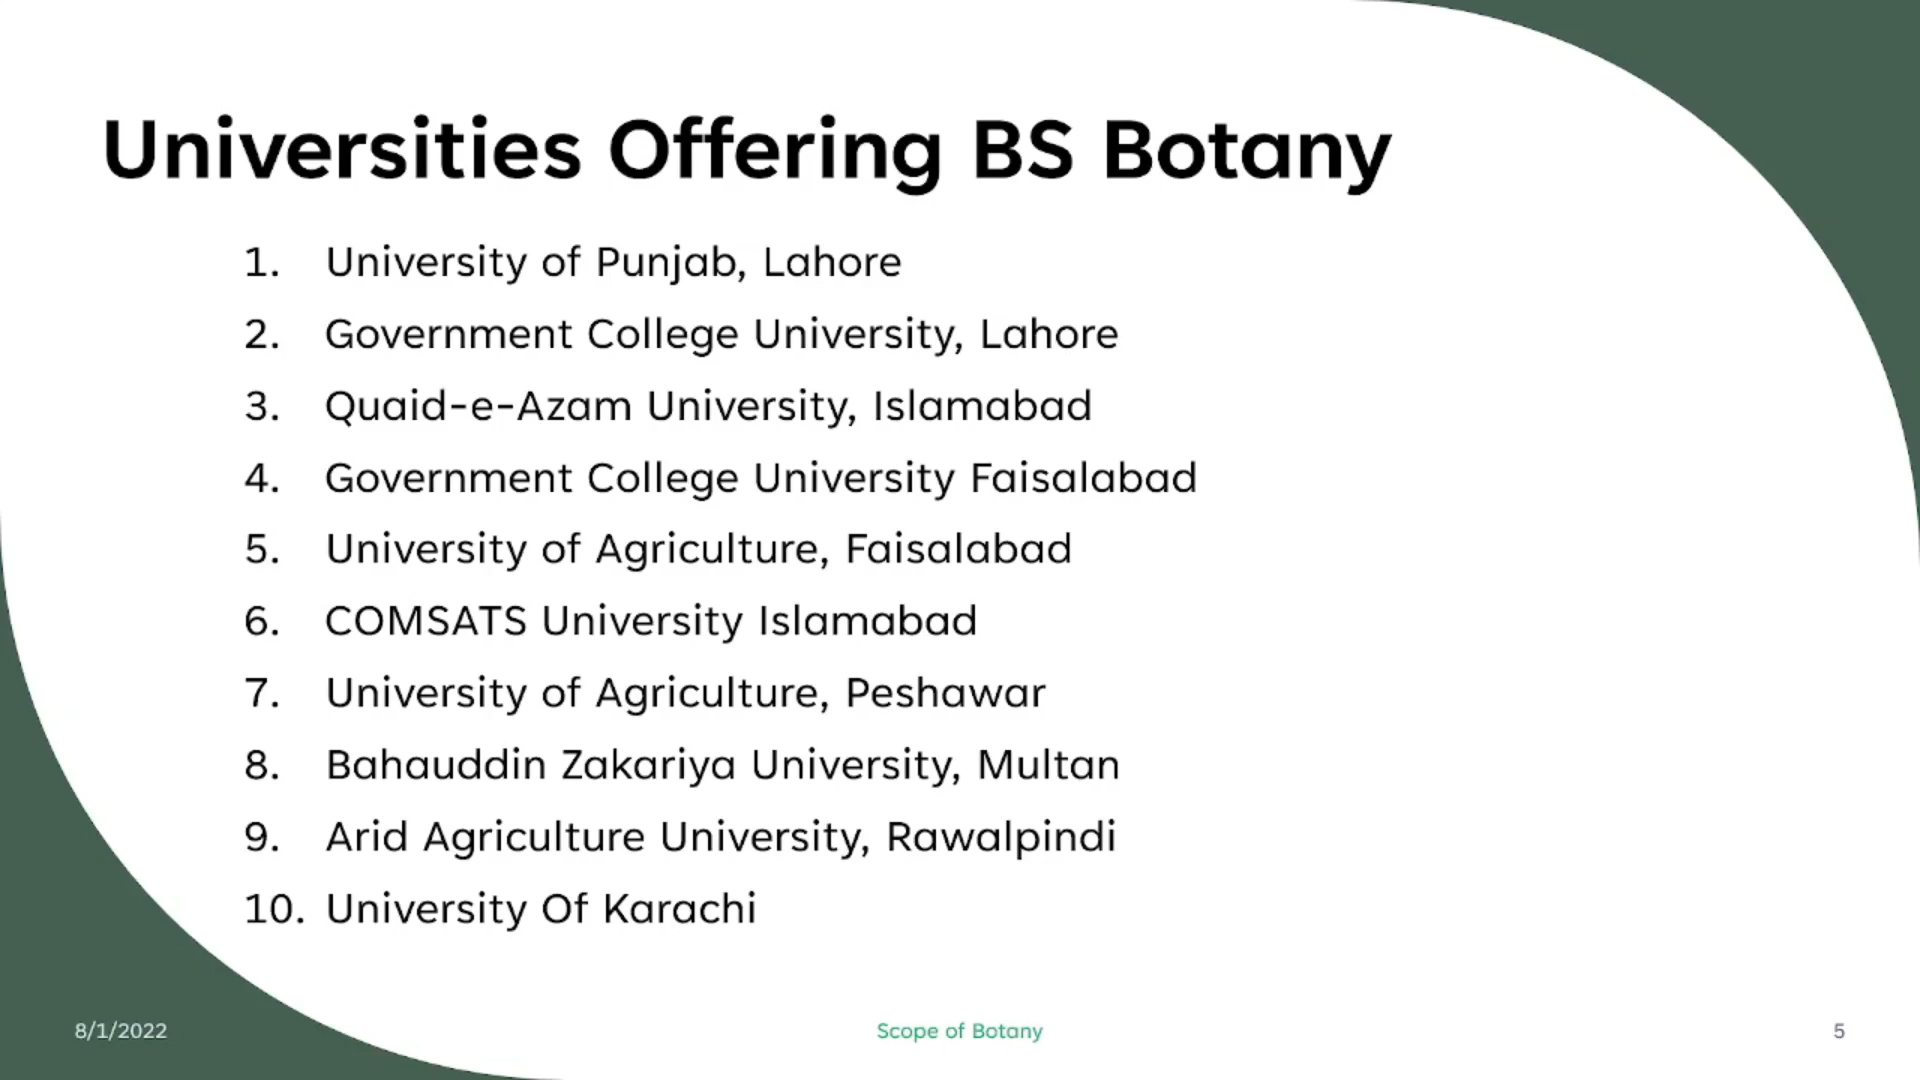 Universities Offering BS Botany
1. University of Punjab, Lahore
2. Government College University, Lahore
3. Quaid-e-Azam University, Islamabad
4. Government College University Faisalabad
5. University of Agriculture, Faisalabad
6. COMSATS University Islamabad
7. University of Agriculture, Peshawar
8. Bahauddin Zakariya University, Multan
9. Arid Agriculture University, Rawalpindi
10. University Of Karachi
8/1/2022
Scope of Botany
5